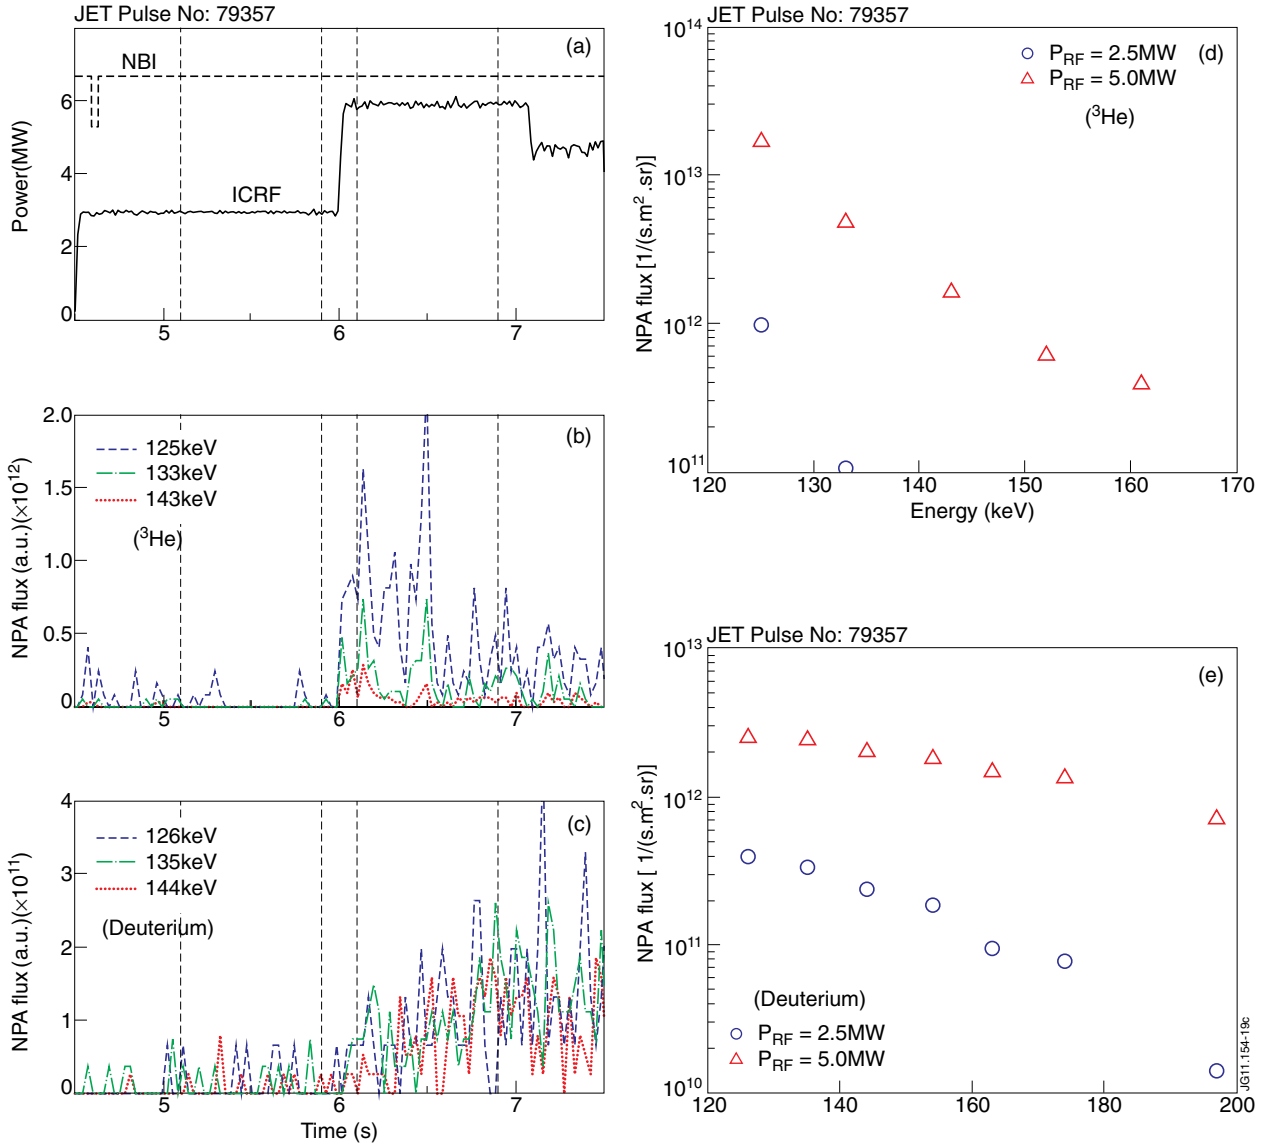 JET Pulse No: 79357
(a)
NBI
ICRF
Power(MW)
6
4
2
0
5
6
7
(b)
125keV
133keV
143keV
(³He)
NPA flux (a.u.)(×10¹²)
2.0
1.5
1.0
0.5
0
5
6
7
(c)
126keV
135keV
144keV
(Deuterium)
NPA flux (a.u.)(×10¹¹)
4
3
2
1
0
5
6
7
Time (s)
JET Pulse No: 79357
(d)
P_RF = 2.5MW
P_RF = 5.0MW
(³He)
NPA flux [1/(s.m².sr)]
10¹⁴
10¹³
10¹²
10¹¹
120
130
140
150
160
170
Energy (keV)
JET Pulse No: 79357
(e)
NPA flux [ 1/(s.m².sr)]
10¹³
10¹²
10¹¹
10¹⁰
(Deuterium)
P_RF = 2.5MW
P_RF = 5.0MW
120
140
160
180
200
JG11.154-19c